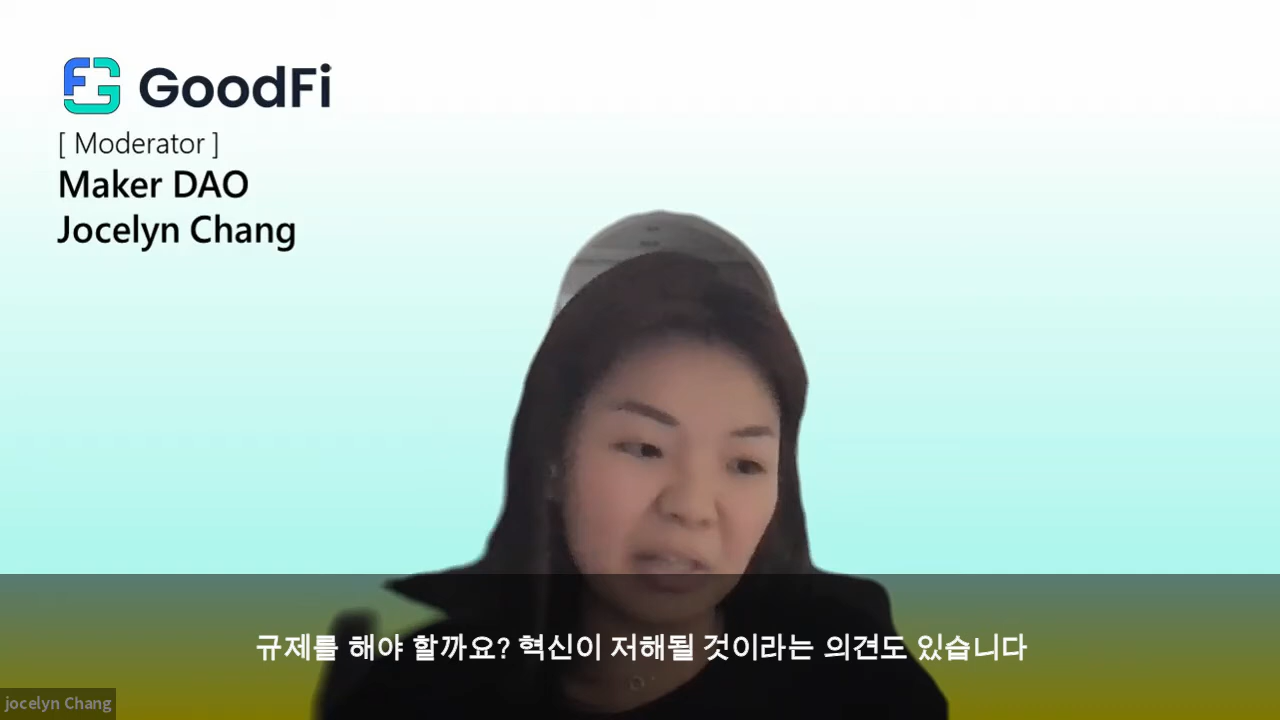 GoodFi
[ Moderator ]
Maker DAO
Jocelyn Chang
규제를 해야 할까요? 혁신이 저해될 것이라는 의견도 있습니다
jocelyn Chang